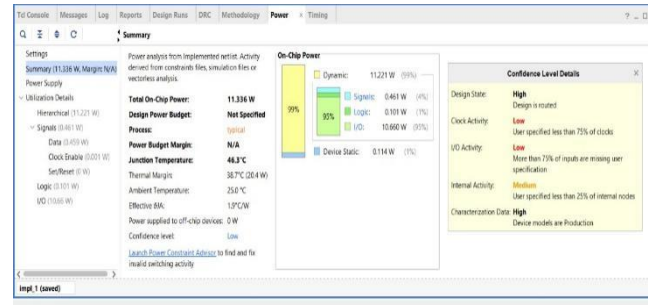 Tcl Console Messages Log Reports Design Runs DRC Methodology Power × Timing
Summary
Settings
Summary (11.336 W, Margin: N/A)
Power Supply
Utilization Details
Hierarchical (11.221 W)
Signals (0.461 W)
Data (0.459 W)
Clock Enable (0.001 W)
Set/Reset (0 W)
Logic (0.101 W)
I/O (10.66 W)
Power analysis from Implemented netlist. Activity
derived from constraints files, simulation files or
vectorless analysis.
Total On-Chip Power: 11.336 W
Design Power Budget: Not Specified
Process: typical
Power Budget Margin: N/A
Junction Temperature: 46.3°C
Thermal Margin: 38.7°C (20.4 W)
Ambient Temperature: 25.0 °C
Effective ϑJA: 1.9°C/W
Power supplied to off-chip devices: 0 W
Confidence level: Low
Launch Power Constraint Advisor to find and fix
invalid switching activity
On-Chip Power
Dynamic: 11.221 W (99%)
Signals: 0.461 W (4%)
Logic: 0.101 W (1%)
I/O: 10.660 W (95%)
Device Static: 0.114 W (1%)
99%
95%
Confidence Level Details ×
Design State: High
Design is routed
Clock Activity: Low
User specified less than 75% of clocks
I/O Activity: Low
More than 75% of inputs are missing user
specification
Internal Activity: Medium
User specified less than 25% of internal nodes
Characterization Data: High
Device models are Production
impl_1 (saved)